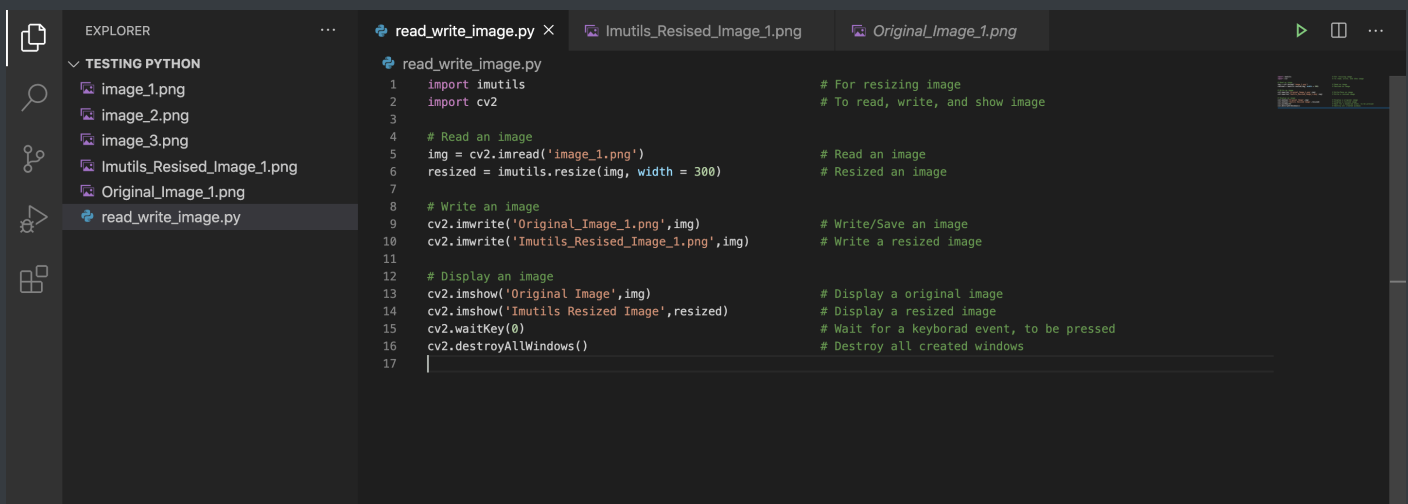 EXPLORER ...
TESTING PYTHON
image_1.png
image_2.png
image_3.png
Imutils_Resised_Image_1.png
Original_Image_1.png
read_write_image.py
read_write_image.py Imutils_Resised_Image_1.png Original_Image_1.png ...
read_write_image.py
1 import imutils # For resizing image
2 import cv2 # To read, write, and show image
3
4 # Read an image
5 img = cv2.imread('image_1.png') # Read an image
6 resized = imutils.resize(img, width = 300) # Resized an image
7
8 # Write an image
9 cv2.imwrite('Original_Image_1.png',img) # Write/Save an image
10 cv2.imwrite('Imutils_Resised_Image_1.png',img) # Write a resized image
11
12 # Display an image
13 cv2.imshow('Original Image',img) # Display a original image
14 cv2.imshow('Imutils Resized Image',resized) # Display a resized image
15 cv2.waitKey(0) # Wait for a keyborad event, to be pressed
16 cv2.destroyAllWindows() # Destroy all created windows
17